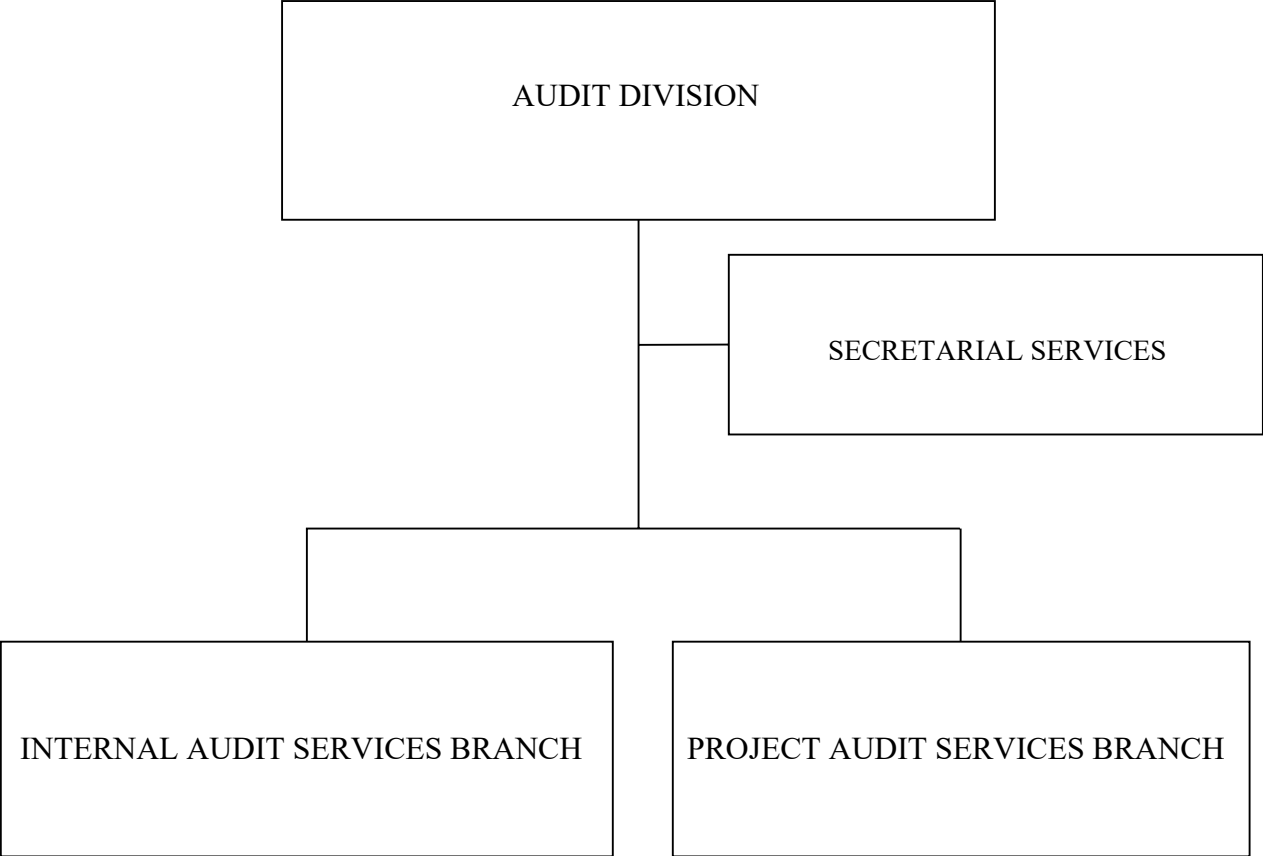 AUDIT DIVISION
SECRETARIAL SERVICES
INTERNAL AUDIT SERVICES BRANCH
PROJECT AUDIT SERVICES BRANCH